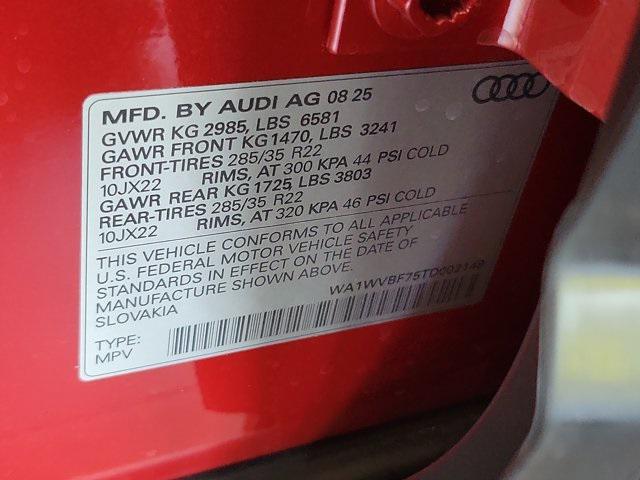 MFD. BY AUDI AG 08 25
GVWR KG 2985, LBS 6581
GAWR FRONT KG 1470, LBS 3241
FRONT-TIRES 285/35 R22
10JX22 RIMS, AT 300 KPA 44 PSI COLD
GAWR REAR KG 1725, LBS 3803
REAR-TIRES 285/35 R22
10JX22 RIMS, AT 320 KPA 46 PSI COLD
THIS VEHICLE CONFORMS TO ALL APPLICABLE
U.S. FEDERAL MOTOR VEHICLE SAFETY
STANDARDS IN EFFECT ON THE DATE OF
MANUFACTURE SHOWN ABOVE.
SLOVAKIA
WA1WVBF75TD002149
TYPE:
MPV